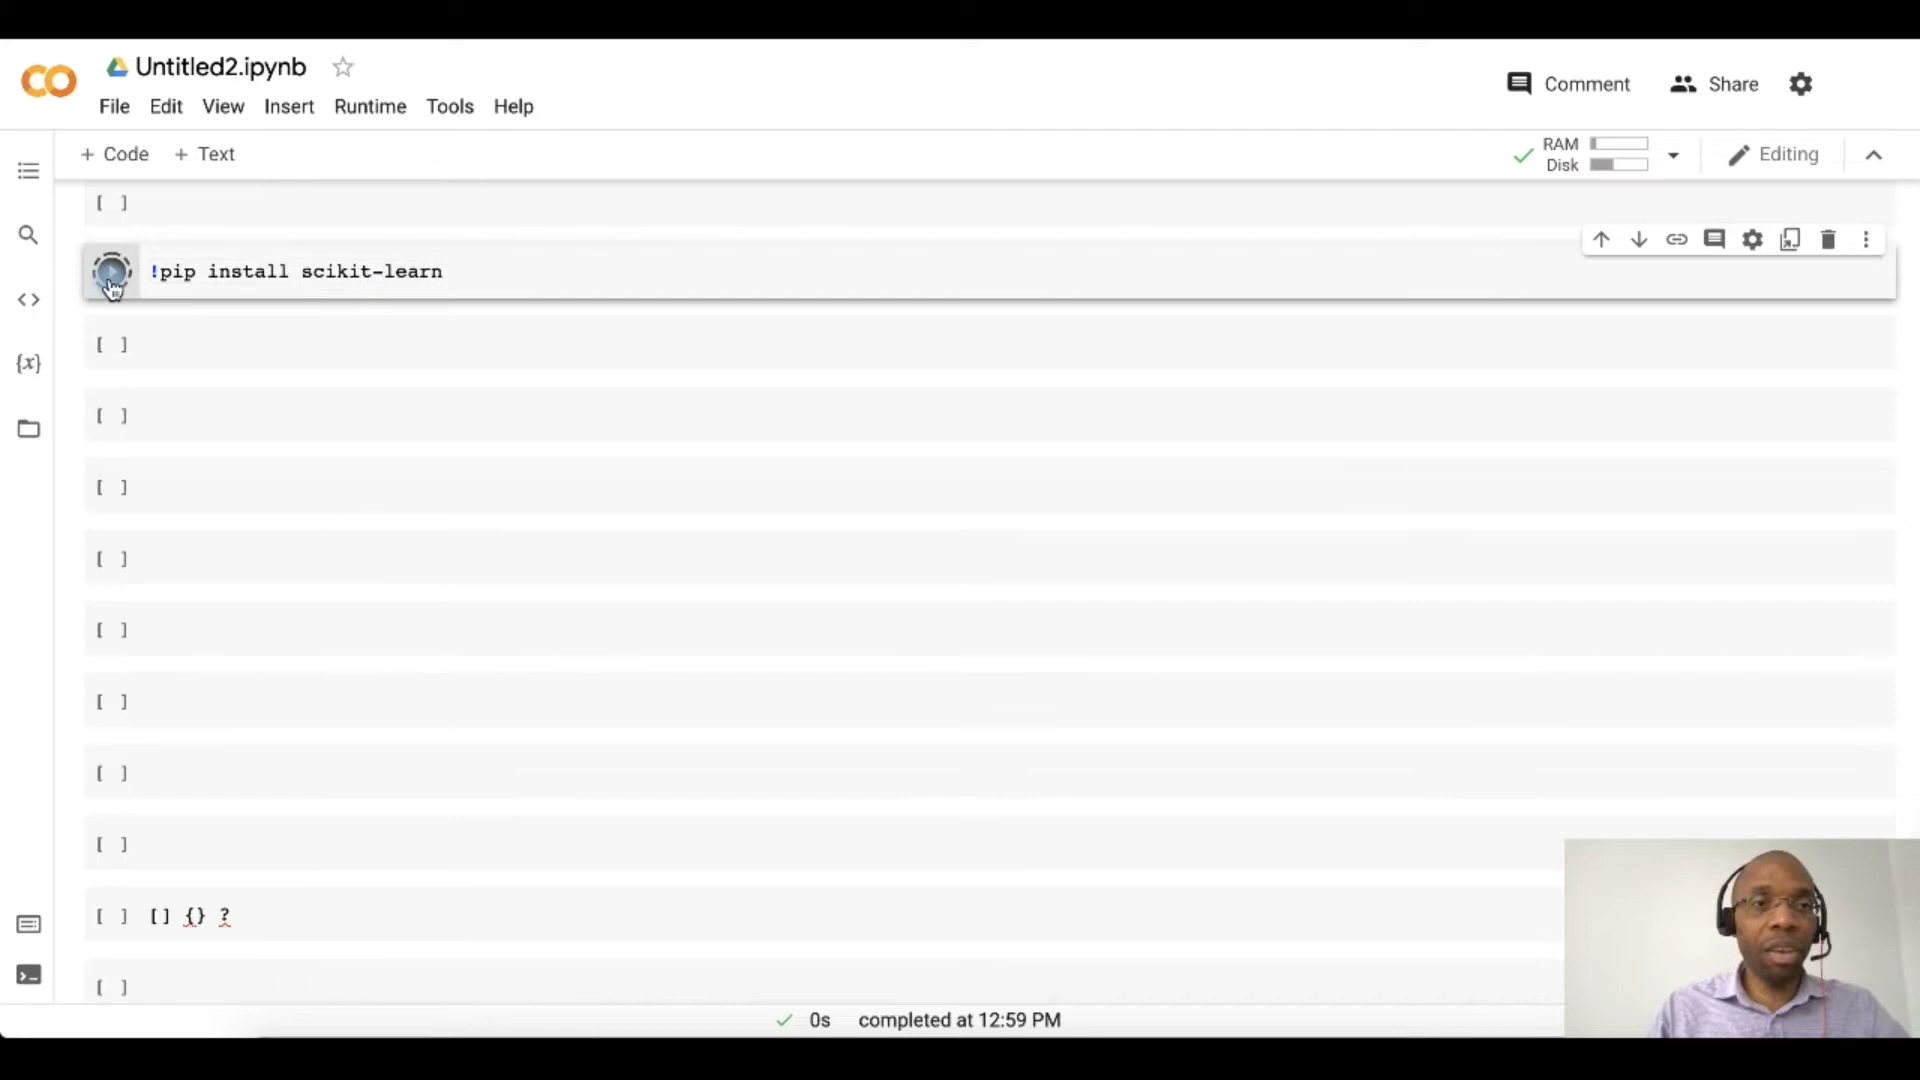 Untitled2.ipynb
File Edit View Insert Runtime Tools Help
Comment Share
+ Code + Text
RAM
Disk
Editing
[ ]
!pip install scikit-learn
[ ]
[ ]
[ ]
[ ]
[ ]
[ ]
[ ]
[ ]
[ ] [] {} ?
[ ]
0s completed at 12:59 PM